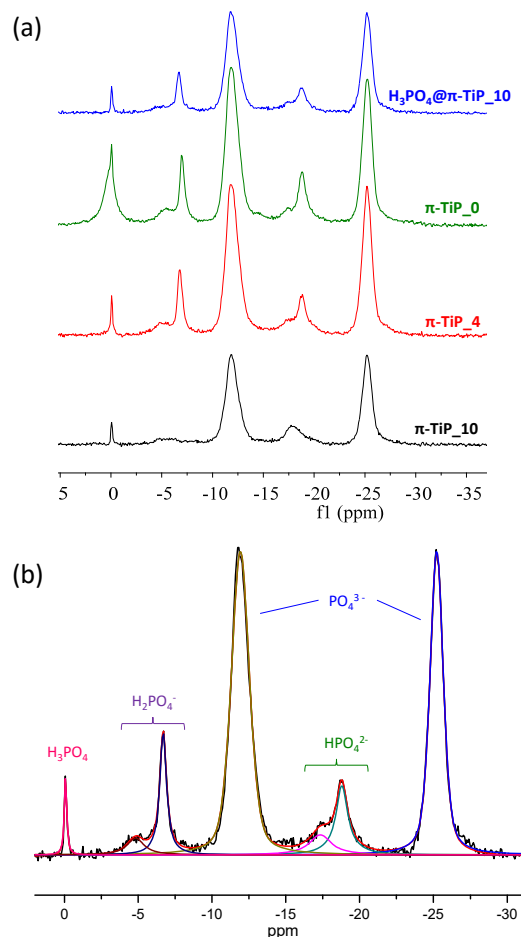 (a)
H₃PO₄@π-TiP_10
π-TiP_0
π-TiP_4
π-TiP_10
5 0 -5 -10 -15 -20 -25 -30 -35
f1 (ppm)
(b)
PO₄³⁻
H₂PO₄⁻
H₃PO₄
HPO₄²⁻
0 -5 -10 -15 -20 -25 -30
ppm